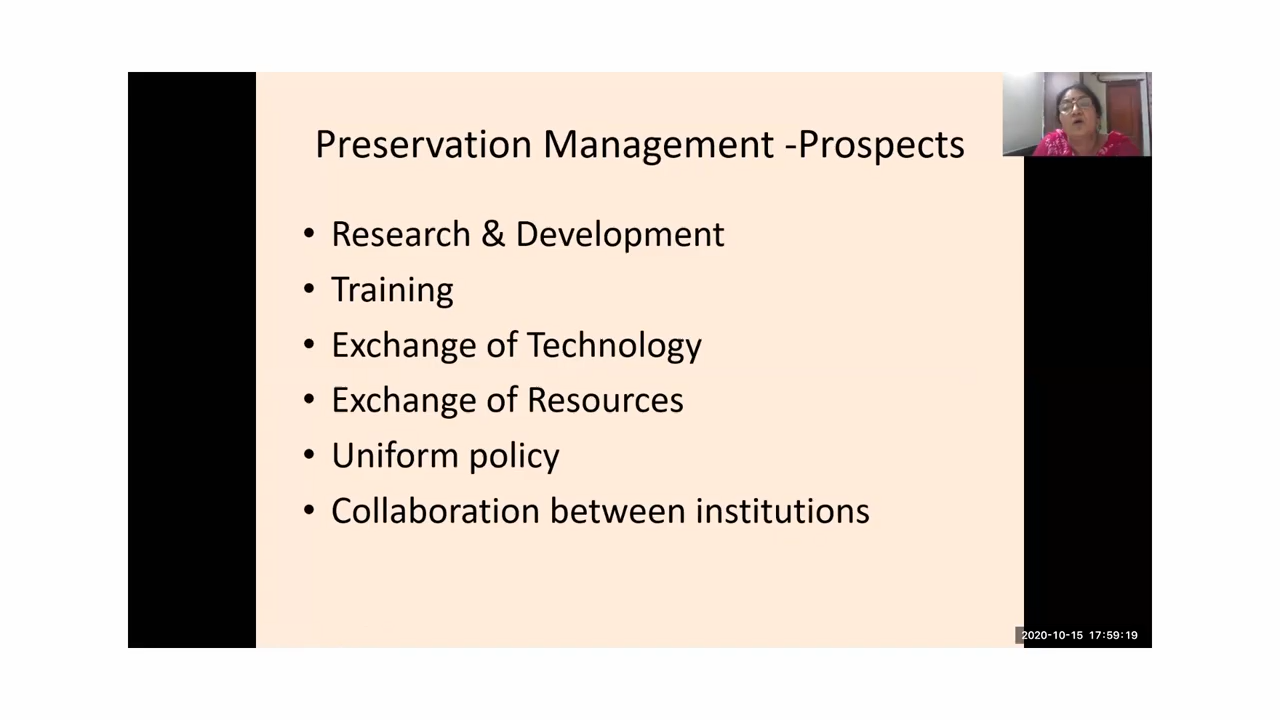 Preservation Management -Prospects
• Research & Development
• Training
• Exchange of Technology
• Exchange of Resources
• Uniform policy
• Collaboration between institutions
2020-10-15 17:59:19